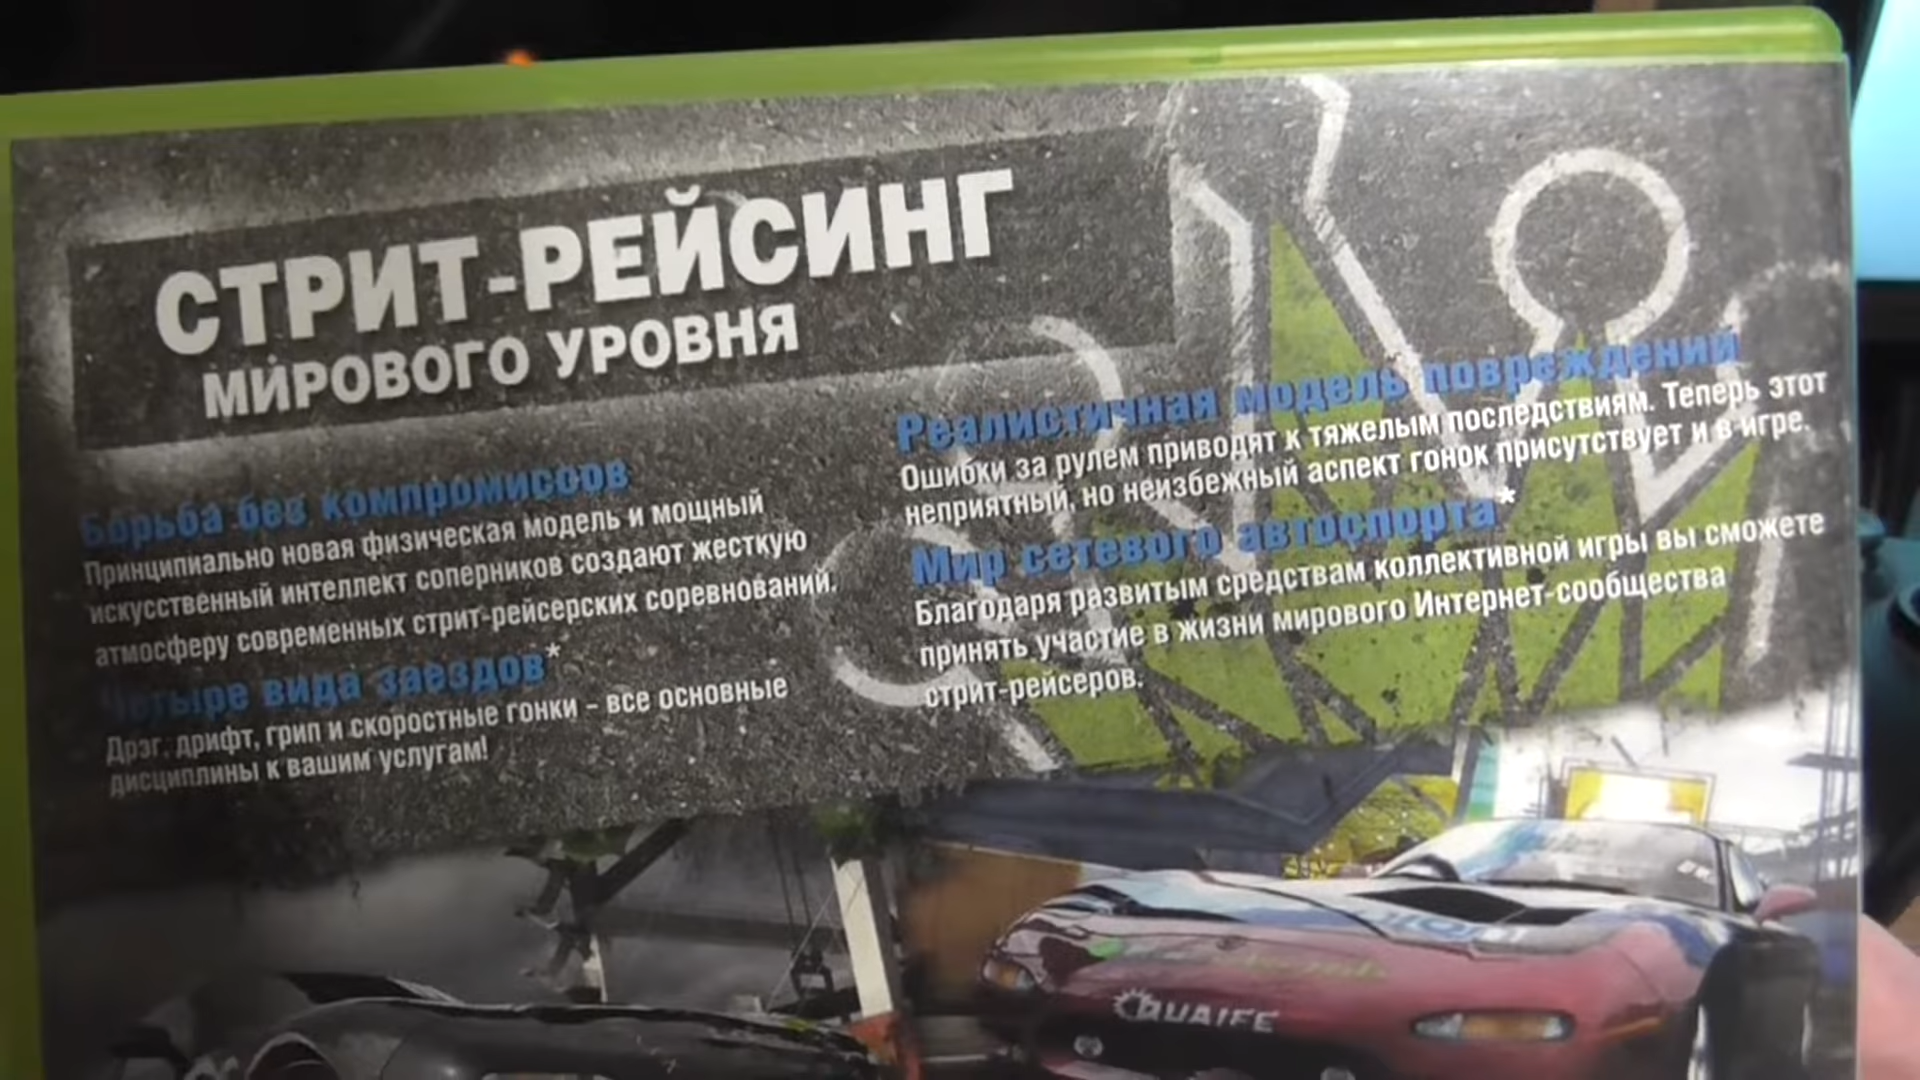 СТРИТ-РЕЙСИНГ
МИРОВОГО УРОВНЯ
Борьба без компромиссов
Принципиально новая физическая модель и мощный
искусственный интеллект соперников создают жесткую
атмосферу современных стрит-рейсерских соревнований.
Четыре вида заездов*
Дрэг, дрифт, грип и скоростные гонки – все основные
дисциплины к вашим услугам!
Реалистичная модель повреждений
Ошибки за рулем приводят к тяжелым последствиям. Теперь этот
неприятный, но неизбежный аспект гонок присутствует и в игре.
Мир сетевого автоспорта*
Благодаря развитым средствам коллективной игры вы сможете
принять участие в жизни мирового Интернет-сообщества
стрит-рейсеров.
QUAIFE